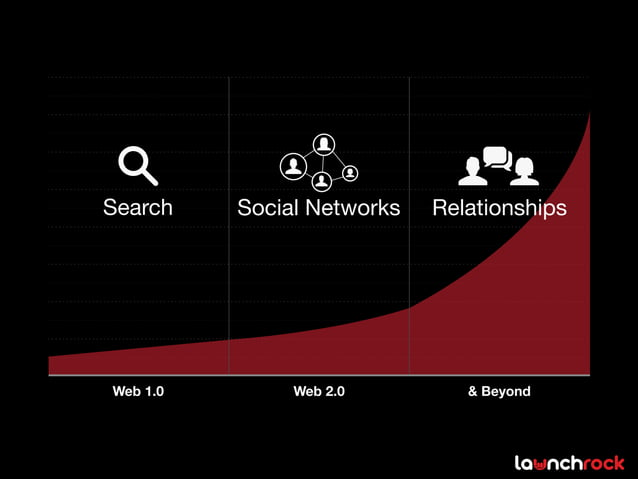 Search
Social Networks
Relationships
Web 1.0
Web 2.0
& Beyond
launchrock